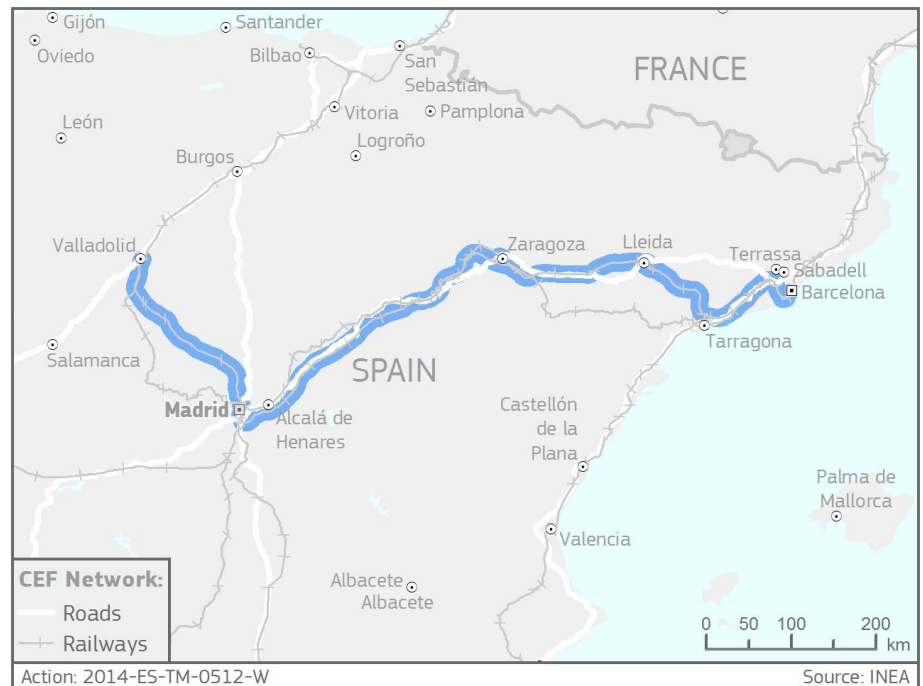 Gijón
Santander
Oviedo
Bilbao
San
Sebastián
FRANCE
León
Vitoria
Pamplona
Logroño
Burgos
Valladolid
Zaragoza
Lleida
Terrassa
Sabadell
Barcelona
Salamanca
Tarragona
SPAIN
Madrid
Alcalá de
Henares
Castellón
de la
Plana
Palma de
Mallorca
Valencia
Albacete
Albacete
CEF Network:
Roads
Railways
0 50 100 200
km
Action: 2014-ES-TM-0512-W
Source: INEA